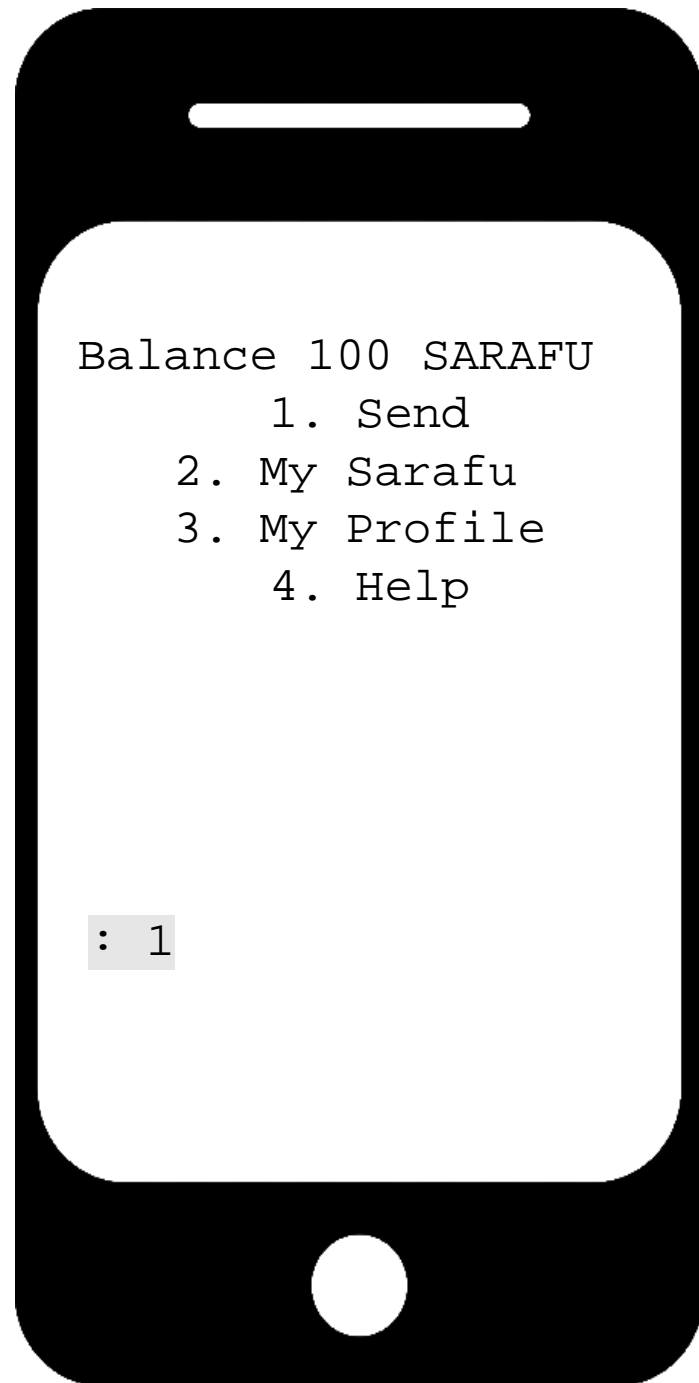 Balance 100 SARAFU
1. Send
2. My Sarafu
3. My Profile
4. Help
: 1